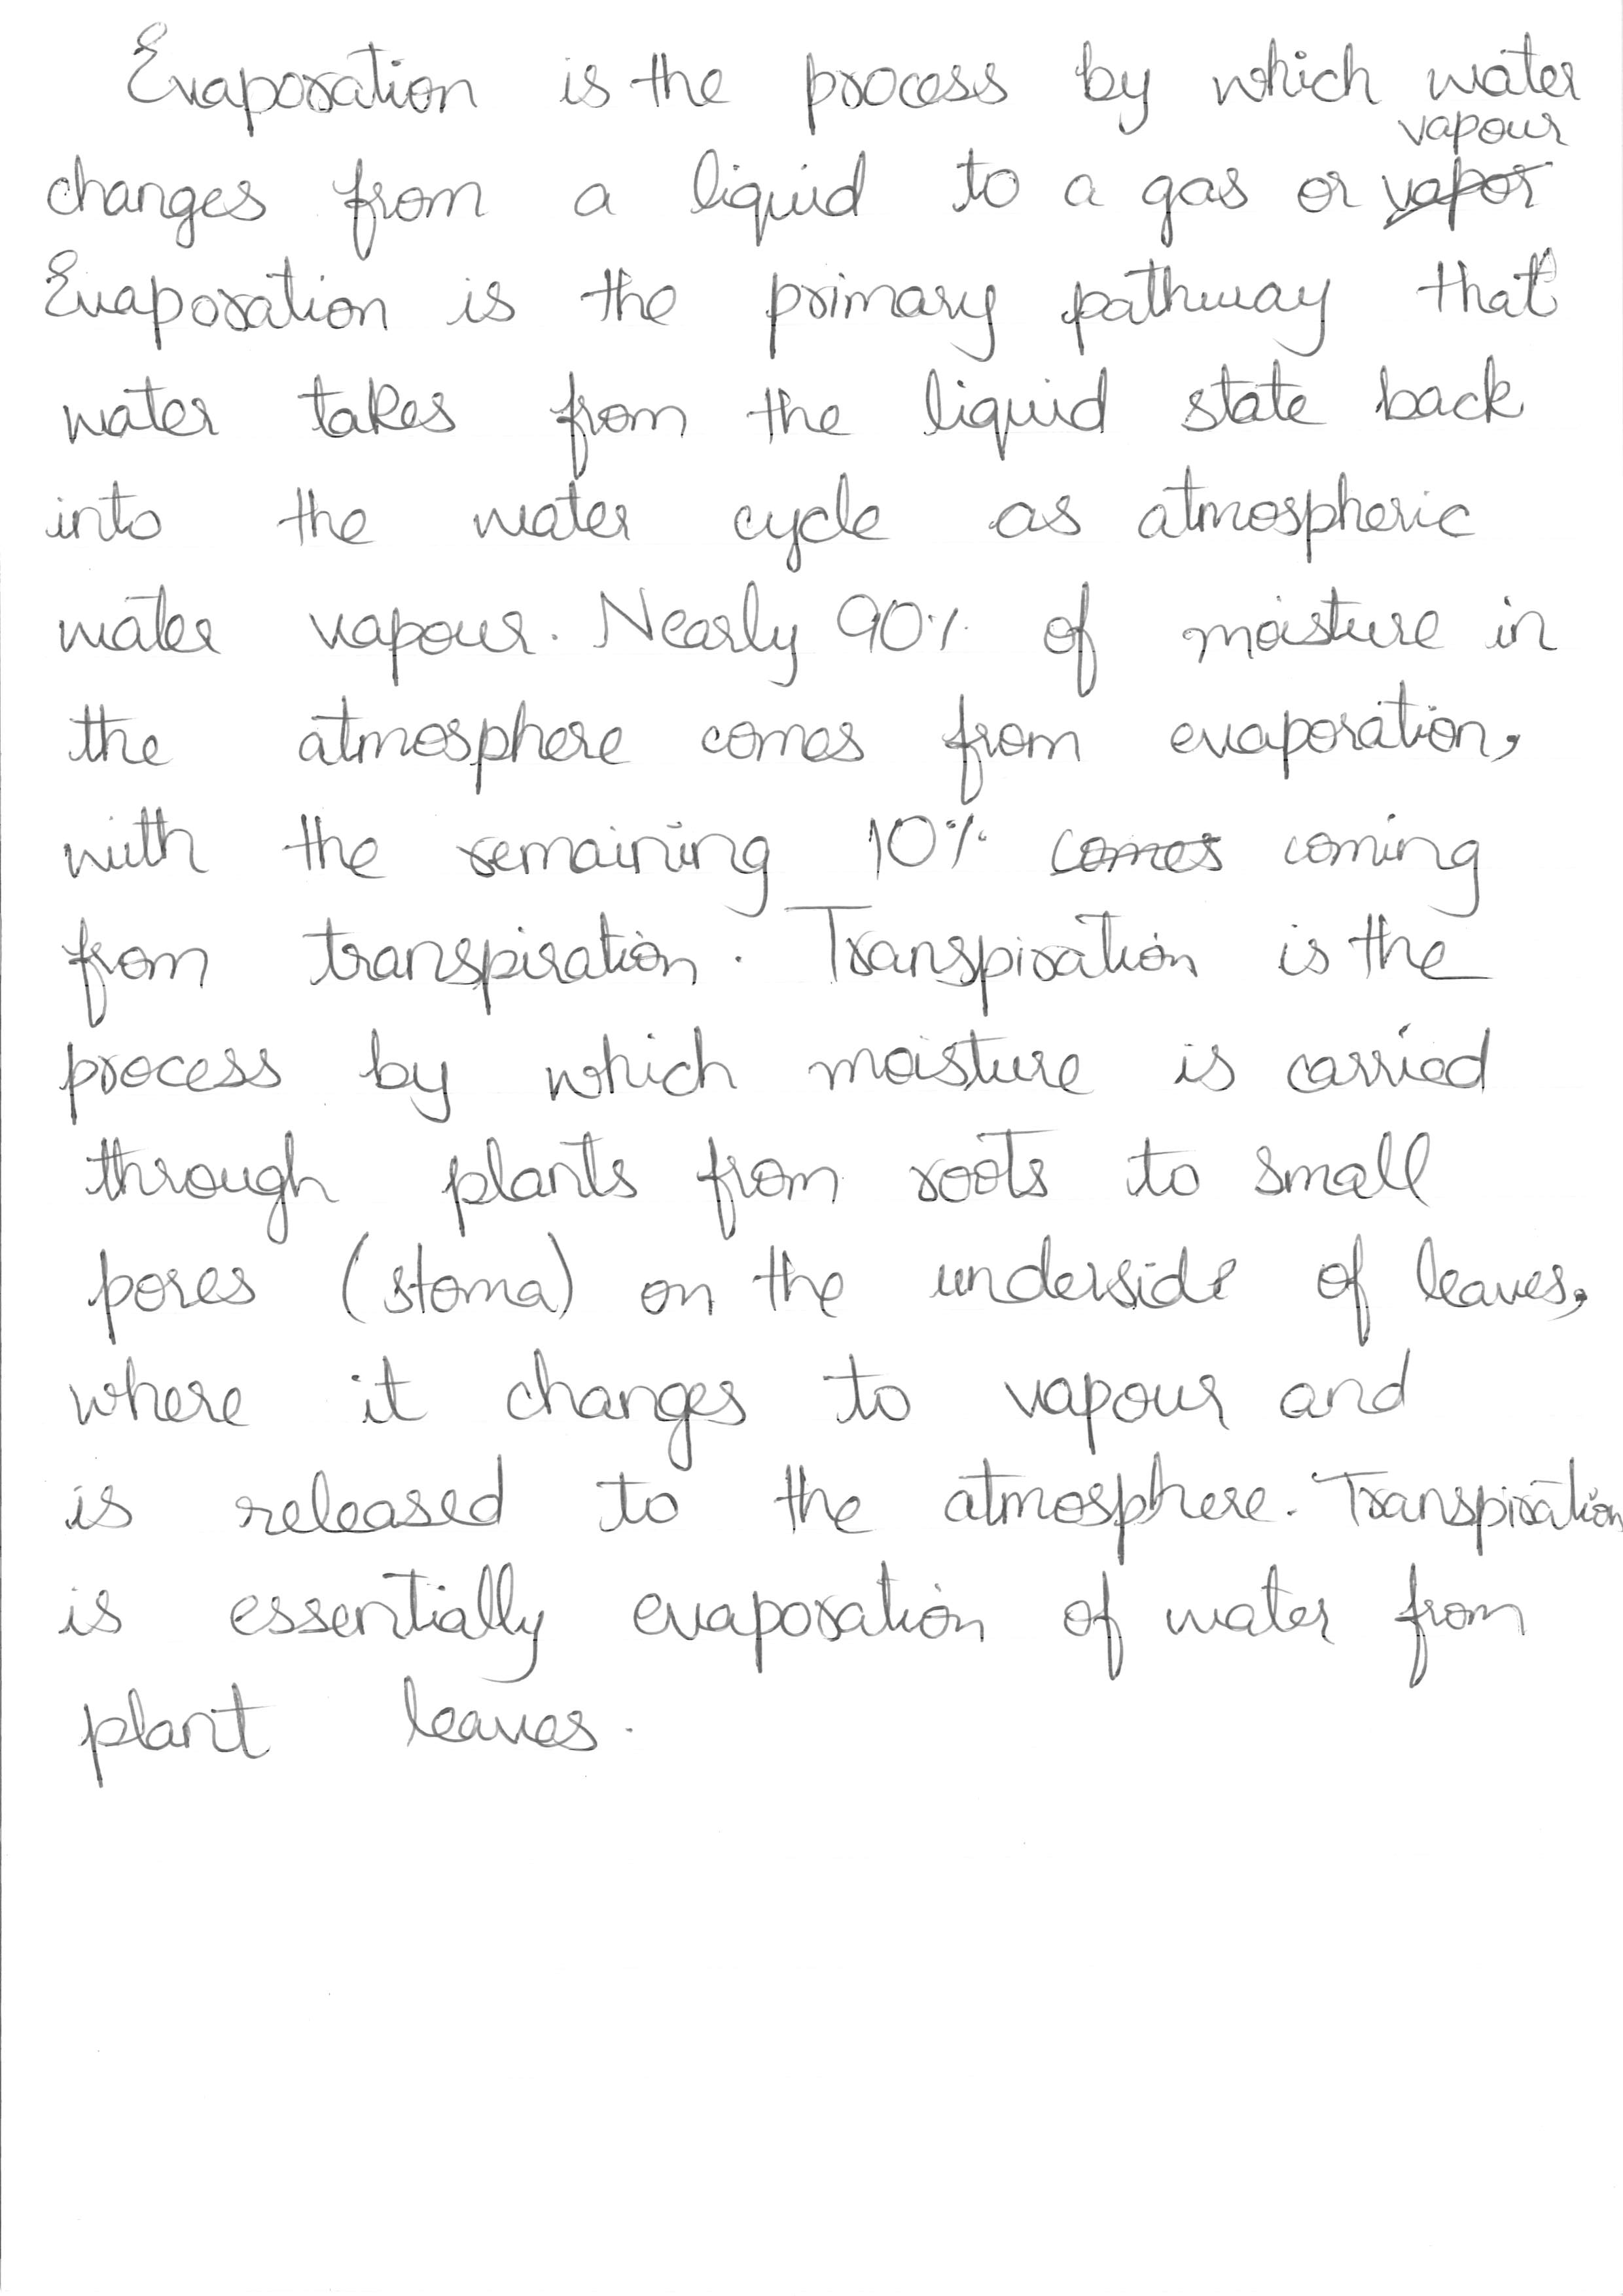 Evaporation is the process by which water
vapour
changes from a liquid to a gas or vapor
Evaporation is the primary pathway that
water takes from the liquid state back
into the water cycle as atmospheric
water vapour. Nearly 90% of moisture in
the atmosphere comes from evaporation,
with the remaining 10% comes coming
from transpiration. Transpiration is the
process by which moisture is carried
through plants from roots to small
pores (stoma) on the underside of leaves,
where it changes to vapour and
is released to the atmosphere. Transpiration
is essentially evaporation of water from
plant leaves.